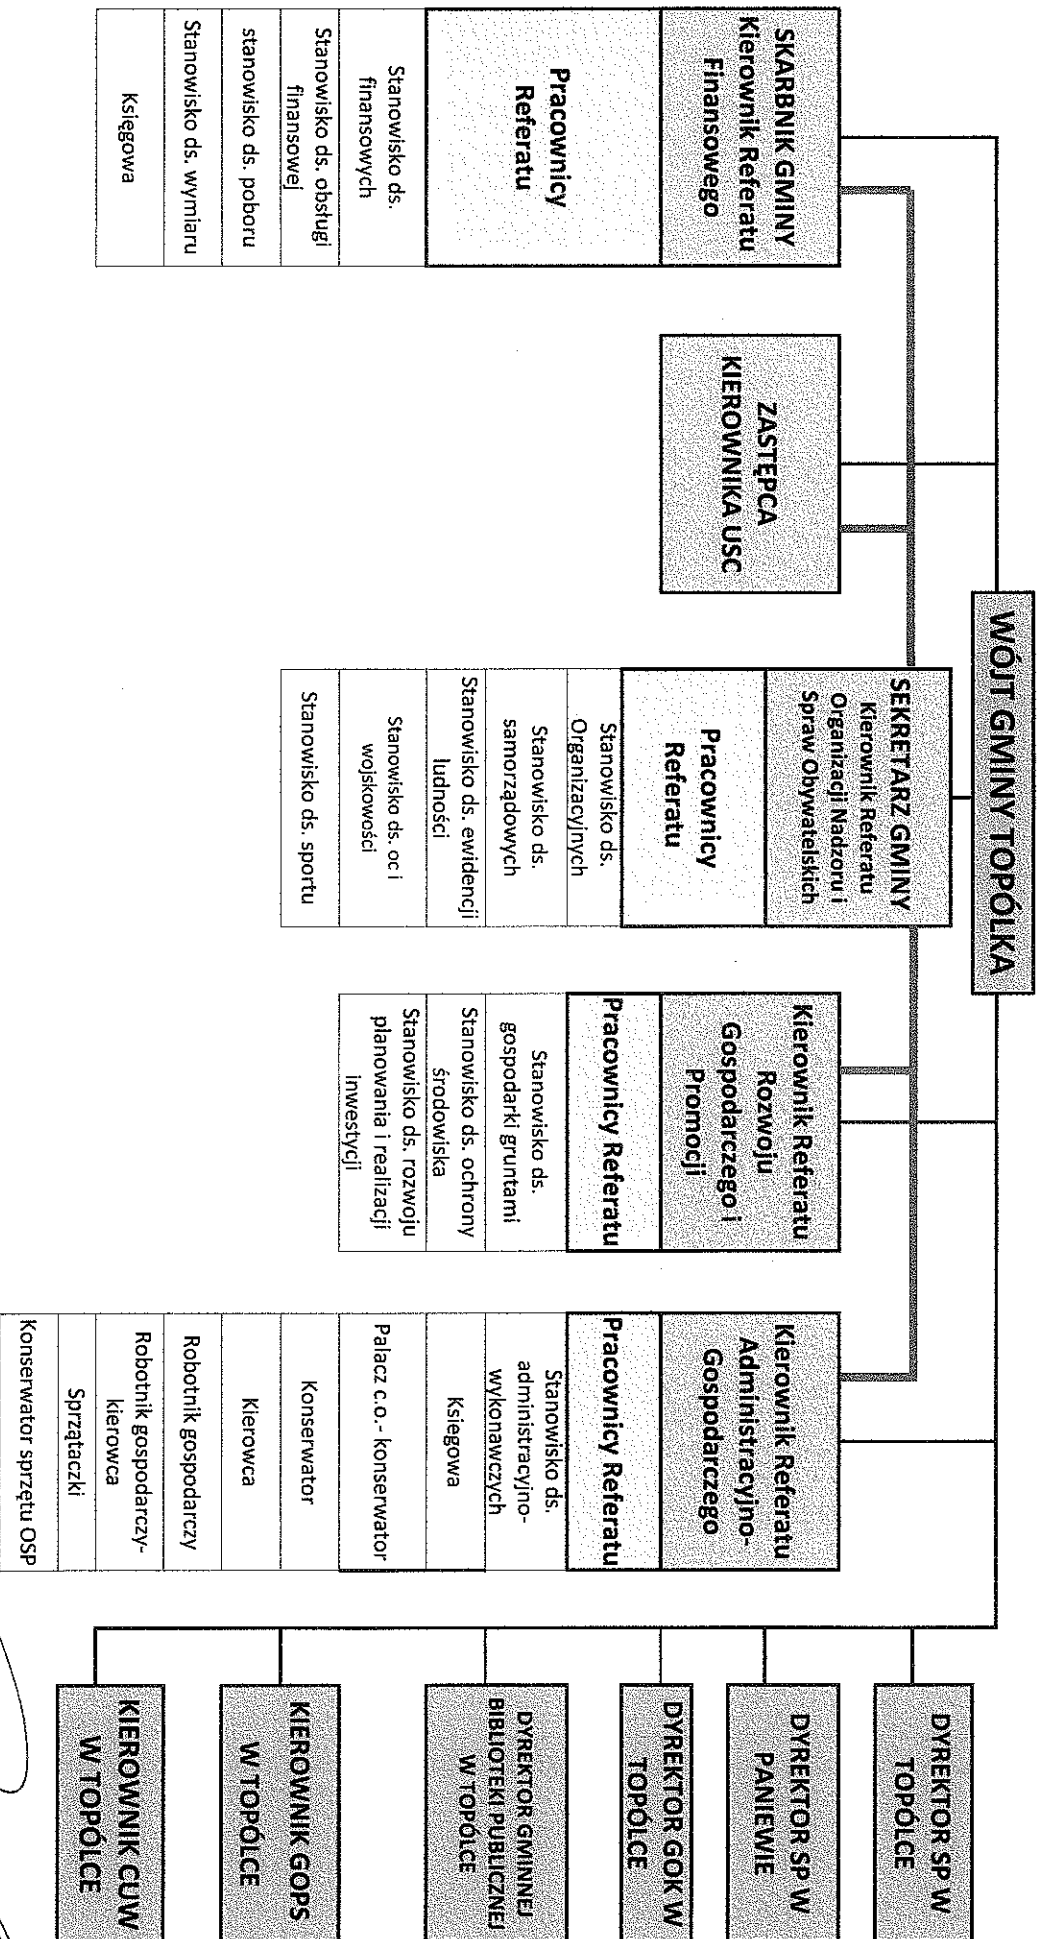 WÓJT GMINY TOPÓLKA
SKARBNIK GMINY
Kierownik Referatu
Finansowego
Pracownicy
Referatu
Stanowisko ds.
finansowych
Stanowisko ds. obsługi
finansowej
stanowisko ds. poboru
Stanowisko ds. wymiaru
Księgowa
ZASTĘPCA
KIEROWNIKA USC
SEKRETARZ GMINY
Kierownik Referatu
Organizacji Nadzoru i
Spraw Obywatelskich
Pracownicy
Referatu
Stanowisko ds.
Organizacyjnych
Stanowisko ds.
samorządowych
Stanowisko ds. ewidencji
ludności
Stanowisko ds. oc i
wojskowości
Stanowisko ds. sportu
Kierownik Referatu
Rozwoju
Gospodarczego i
Promocji
Pracownicy Referatu
Stanowisko ds.
gospodarki gruntami
Stanowisko ds. ochrony
środowiska
Stanowisko ds. rozwoju
planowania i realizacji
inwestycji
Kierownik Referatu
Administracyjno-
Gospodarczego
Pracownicy Referatu
Stanowisko ds.
administracyjno-
wykonawczych
Ksiegowa
Palacz c.o.- konserwator
Konserwator
Kierowca
Robotnik gospodarczy
Robotnik gospodarczy-
kierowca
Sprzątaczki
Konserwator sprzętu OSP
DYREKTOR SP W
TOPÓLCE
DYREKTOR SP W
PANIEWIE
DYREKTOR GOK W
TOPÓLCE
DYREKTOR GMINNEJ
BIBLIOTEKI PUBLICZNEJ
W TOPÓLCE
KIEROWNIK GOPS
W TOPÓLCE
KIEROWNIK CUW
W TOPÓLCE